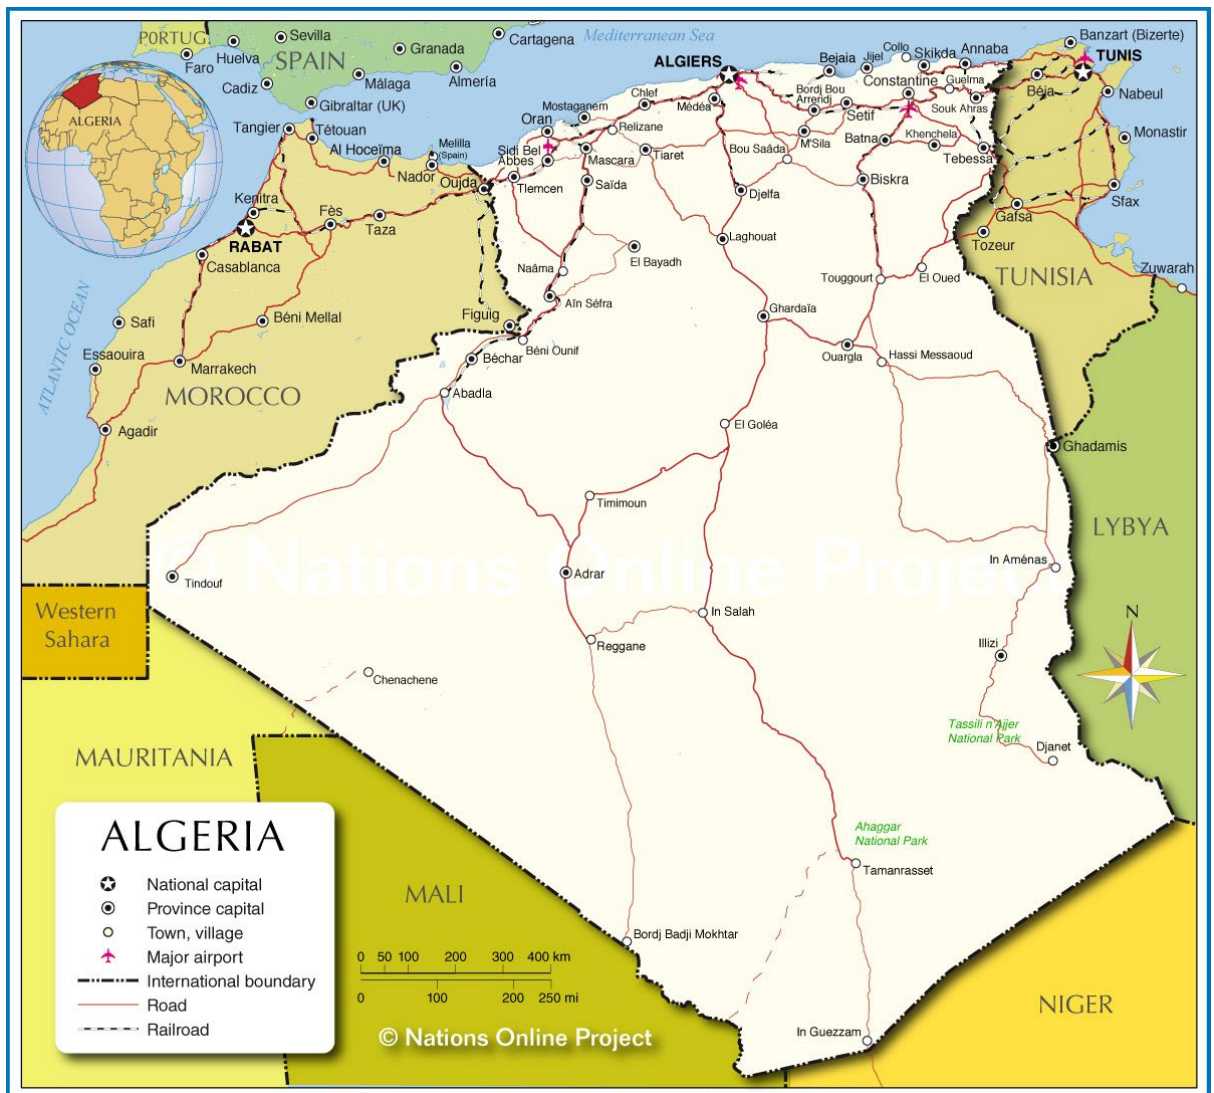 PORTUG.
Faro
Huelva
Sevilla
SPAIN
Cadiz
Málaga
Granada
Almería
Cartagena
Gibraltar (UK)
Mediterranean Sea
ALGERIA
ATLANTIC OCEAN
Tangier
Tétouan
Al Hoceïma
Melilla
(Spain)
Nador
Oujda
Kenitra
RABAT
Fès
Taza
Casablanca
Safi
Béni Mellal
Figuig
Essaouira
Marrakech
MOROCCO
Agadir
ALGIERS
Bejaia
Jijel
Collo
Skikda
Annaba
Constantine
Guelma
Bordj Bou
Arreridj
Setif
Souk Ahras
Médéa
Chlef
Mostaganem
Oran
Relizane
Sidi Bel
Abbes
Mascara
Tiaret
Bou Saâda
M'Sila
Batna
Khenchela
Tebessa
Tlemcen
Saïda
Djelfa
Biskra
Laghouat
El Bayadh
Naâma
Touggourt
El Oued
Aïn Séfra
Ghardaïa
Béni Ounif
Ouargla
Hassi Messaoud
Béchar
Abadla
El Goléa
Timimoun
Tindouf
Adrar
In Aménas
In Salah
Reggane
Illizi
Chenachene
Tassili n'Ajjer
National Park
Djanet
Ahaggar
National Park
Tamanrasset
Bordj Badji Mokhtar
In Guezzam
Banzart (Bizerte)
TUNIS
Béja
Nabeul
Monastir
Sfax
Gafsa
Tozeur
TUNISIA
Zuwarah
Ghadamis
LYBYA
N
© Nations Online Project
Western
Sahara
MAURITANIA
MALI
NIGER
ALGERIA
National capital
Province capital
Town, village
Major airport
International boundary
Road
Railroad
0 50 100 200 300 400 km
0 100 200 250 mi
© Nations Online Project